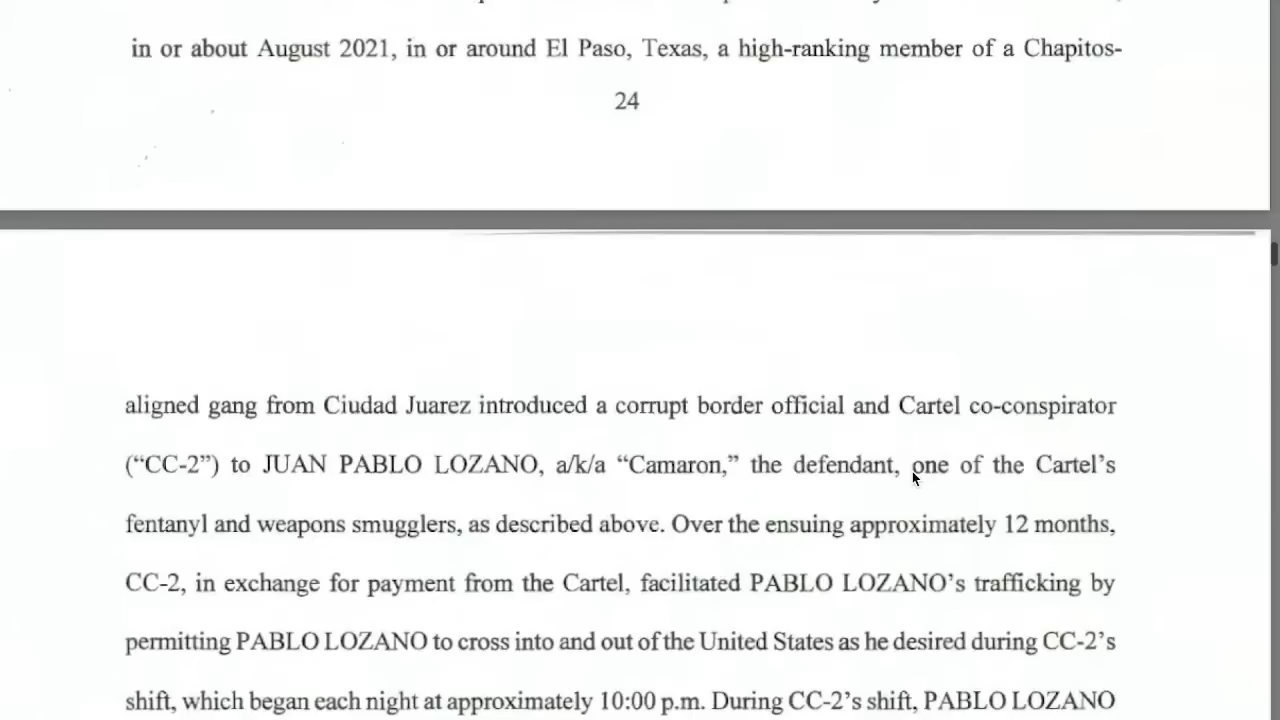 in or about August 2021, in or around El Paso, Texas, a high-ranking member of a Chapitos-
24
aligned gang from Ciudad Juarez introduced a corrupt border official and Cartel co-conspirator
(“CC-2”) to JUAN PABLO LOZANO, a/k/a “Camaron,” the defendant, one of the Cartel’s
fentanyl and weapons smugglers, as described above. Over the ensuing approximately 12 months,
CC-2, in exchange for payment from the Cartel, facilitated PABLO LOZANO’s trafficking by
permitting PABLO LOZANO to cross into and out of the United States as he desired during CC-2’s
shift, which began each night at approximately 10:00 p.m. During CC-2’s shift, PABLO LOZANO